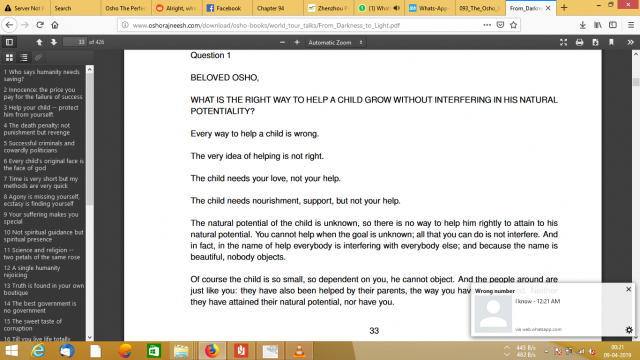 Server Not F
Osho The Perfe
Alright, whic
Facebook
Chapter 94
Zhenzhou P
(1) Whats
Whats-App
093_The_Osho_
From_Darkness_to_Ligh
www.oshorajneesh.com/download/osho-books/world_tour_talks/From_Darkness_to_Light.pdf
33 of 426
Automatic Zoom
1 Who says humanity needs
saving?
2 Innocence: the price you
pay for the failure of success
3 Help your child -- protect
him from yourself!
4 The death penalty: not
punishment but revenge
5 Successful criminals and
cowardly politicians
6 Every child's original face is
the face of god
7 Time is very short but my
methods are very quick
8 Agony is missing yourself,
ecstasy is finding yourself
9 Your suffering makes you
special
10 Not spiritual guidance but
spiritual presence
11 Science and religion --
two petals of the same rose
12 A single humanity
rejoicing
13 Truth is found in your own
boutique
14 The best government is
no government
15 The sweet taste of
corruption
16 Till you live life totally
Question 1
BELOVED OSHO,
WHAT IS THE RIGHT WAY TO HELP A CHILD GROW WITHOUT INTERFERING IN HIS NATURAL
POTENTIALITY?
Every way to help a child is wrong.
The very idea of helping is not right.
The child needs your love, not your help.
The child needs nourishment, support, but not your help.
The natural potential of the child is unknown, so there is no way to help him rightly to attain to his
natural potential. You cannot help when the goal is unknown; all that you can do is not interfere. And
in fact, in the name of help everybody is interfering with everybody else; and because the name is
beautiful, nobody objects.
Of course the child is so small, so dependent on you, he cannot object. And the people around are
just like you: they have also been helped by their parents, the way you hav
they have attained their natural potential, nor have you.
33
Wrong number
I know - 12:21 AM
via web.whatsapp.com
445 B/s
462 B/s
00:21
09-04-2019